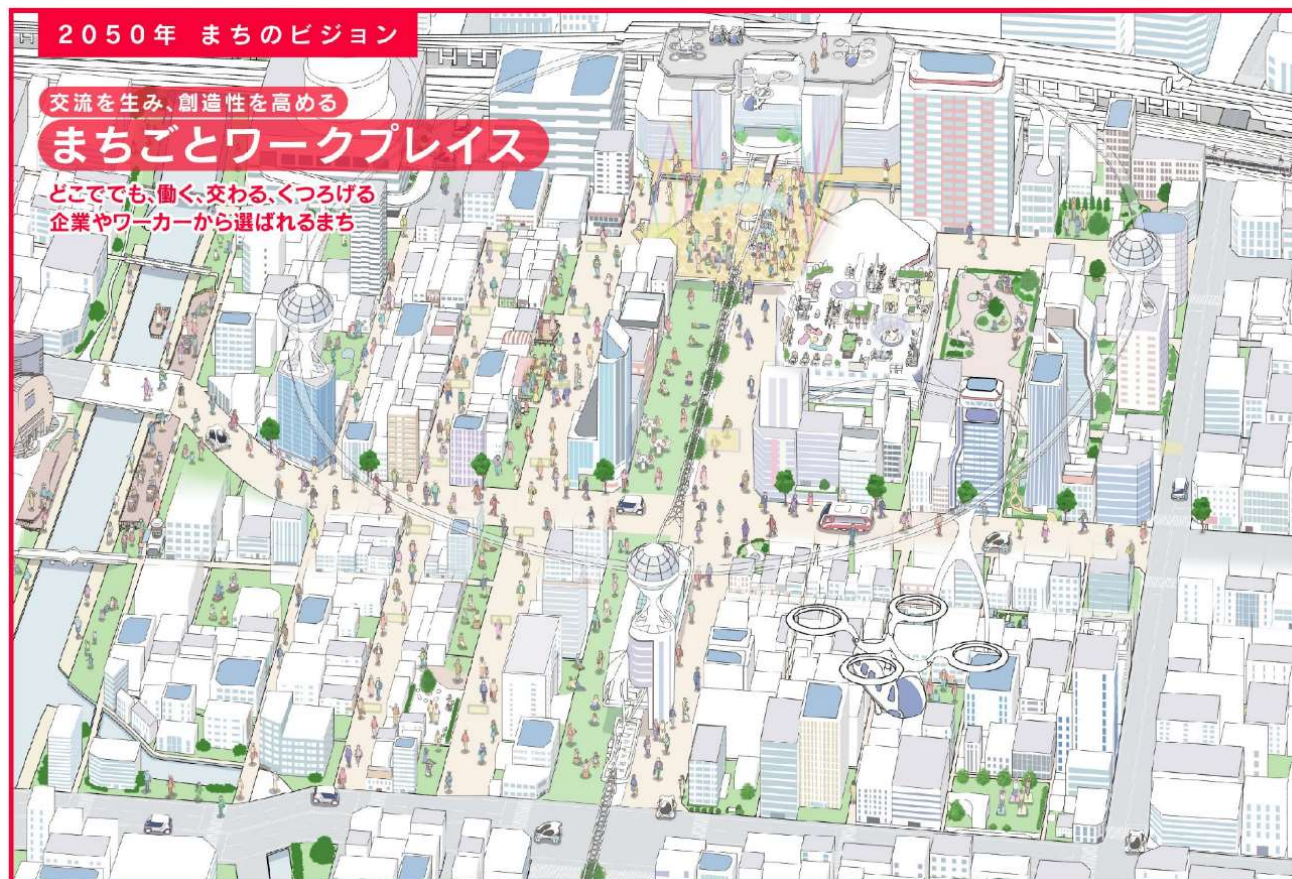 2050年 まちのビジョン
交流を生み、創造性を高める
まちごとワークプレイス
どこででも、働く、交わる、くつろげる
企業やワーカーから選ばれるまち